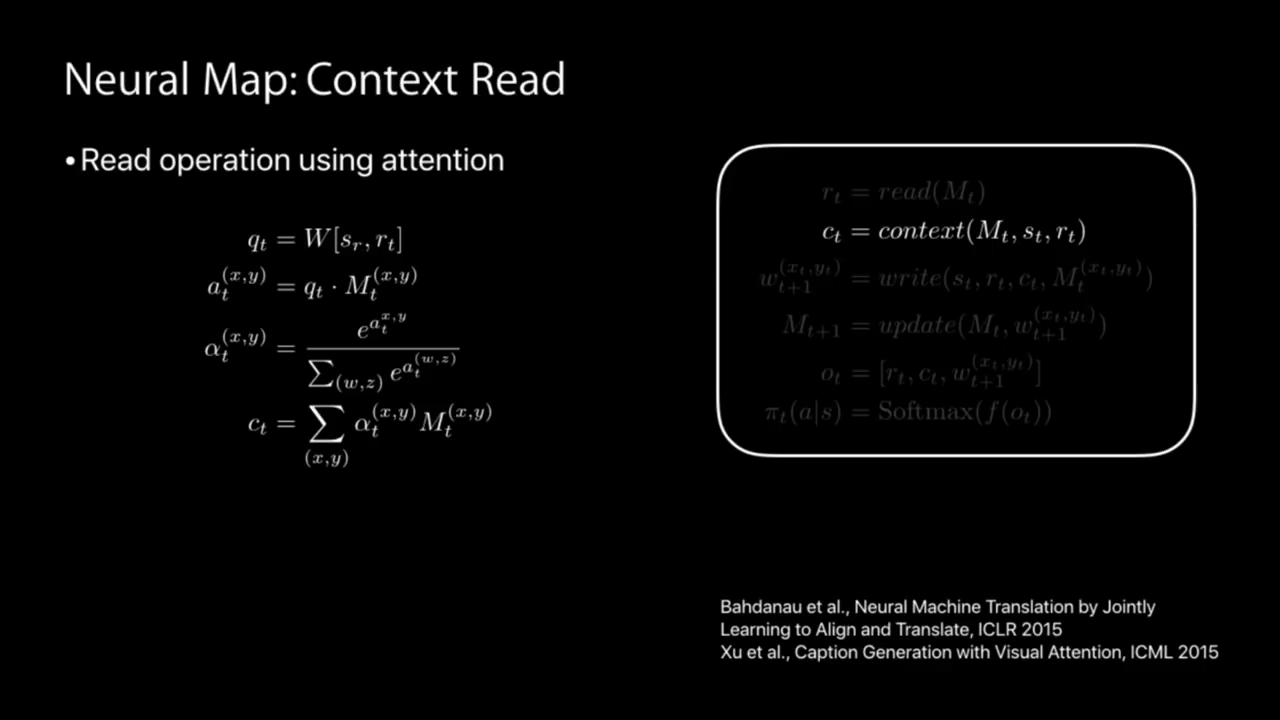 Neural Map: Context Read
•Read operation using attention
q_t = W[s_r, r_t]
a_t^{(x,y)} = q_t · M_t^{(x,y)}
α_t^{(x,y)} = \frac{e^{a_t^{x,y}}}{∑_{(w,z)} e^{a_t^{(w,z)}}}
c_t = ∑_{(x,y)} α_t^{(x,y)} M_t^{(x,y)}
r_t = read(M_t)
c_t = context(M_t, s_t, r_t)
w_{t+1}^{(x_t,y_t)} = write(s_t, r_t, c_t, M_t^{(x_t,y_t)})
M_{t+1} = update(M_t, w_{t+1}^{(x_t,y_t)})
o_t = [r_t, c_t, w_{t+1}^{(x_t,y_t)}]
π_t(a|s) = Softmax(f(o_t))
Bahdanau et al., Neural Machine Translation by Jointly
Learning to Align and Translate, ICLR 2015
Xu et al., Caption Generation with Visual Attention, ICML 2015